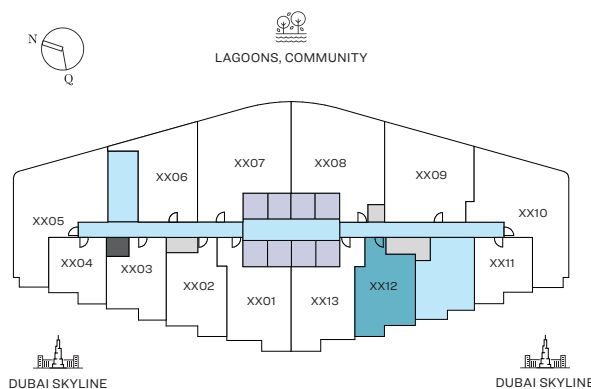 N
Q
LAGOONS, COMMUNITY
XX07
XX08
XX06
XX09
XX05
XX10
XX04
XX03
XX02
XX01
XX13
XX12
XX11
DUBAI SKYLINE
DUBAI SKYLINE